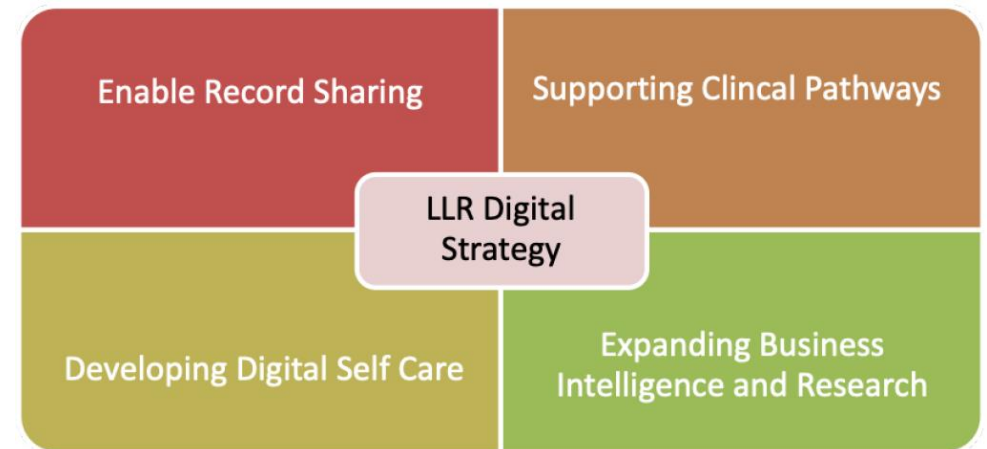 Enable Record Sharing
Supporting Clincal Pathways
LLR Digital
Strategy
Developing Digital Self Care
Expanding Business
Intelligence and Research